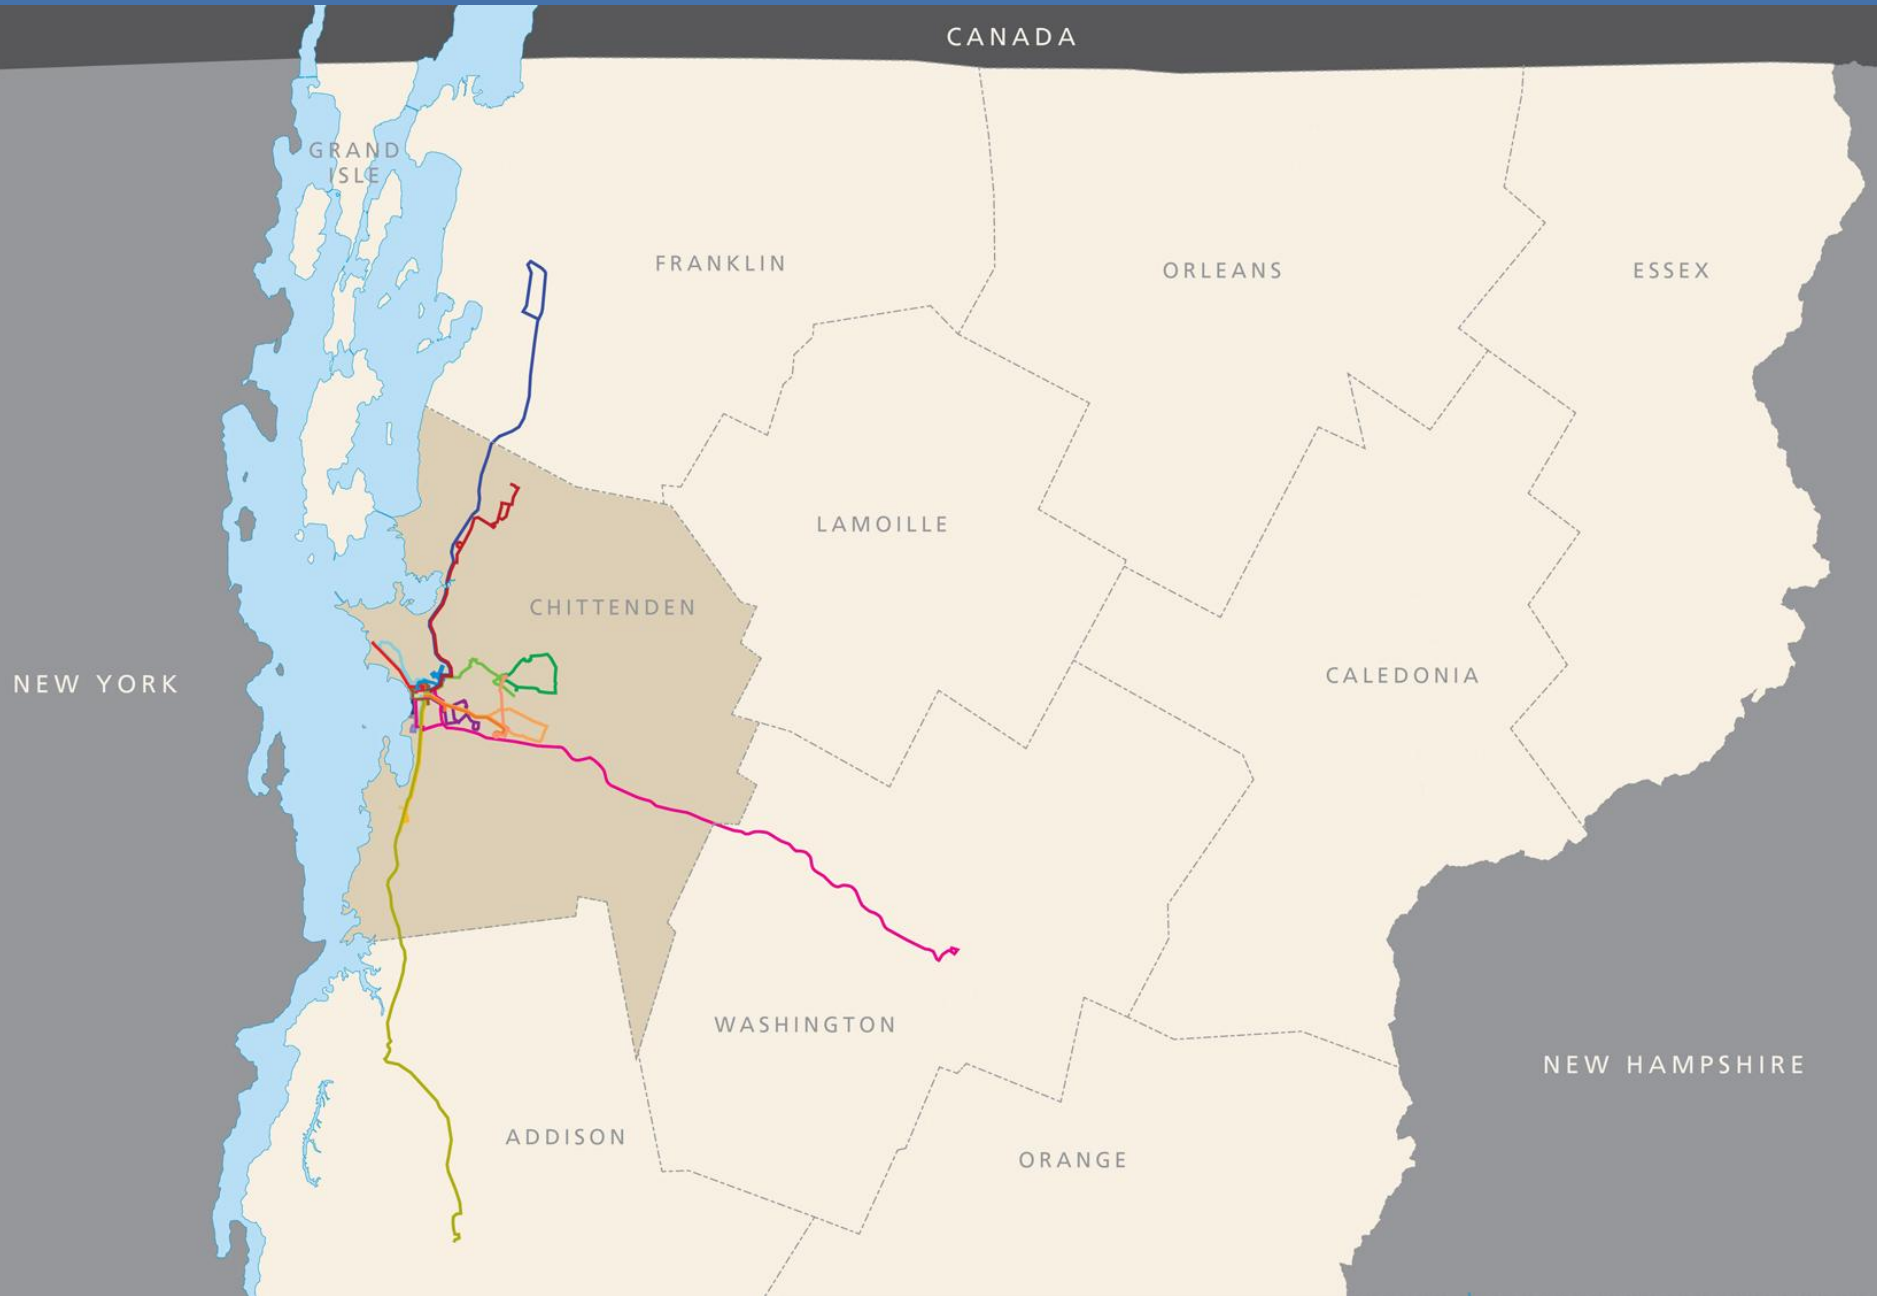 CANADA
GRAND
ISLE
FRANKLIN
ORLEANS
ESSEX
LAMOILLE
CHITTENDEN
CALEDONIA
NEW YORK
WASHINGTON
NEW HAMPSHIRE
ADDISON
ORANGE